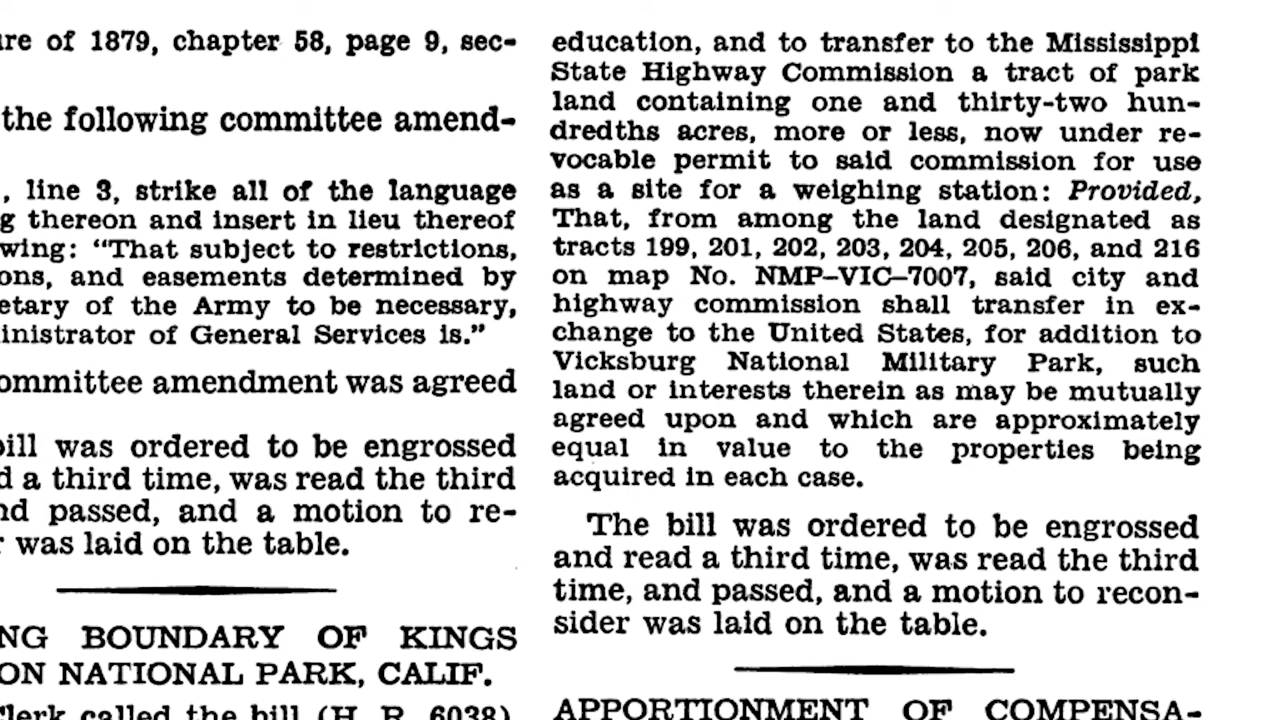 ure of 1879, chapter 58, page 9, sec-
the following committee amend-
, line 3, strike all of the language
g thereon and insert in lieu thereof
wing: “That subject to restrictions,
ons, and easements determined by
etary of the Army to be necessary,
inistrator of General Services is.”
ommittee amendment was agreed
bill was ordered to be engrossed
d a third time, was read the third
nd passed, and a motion to re-
r was laid on the table.
NG BOUNDARY OF KINGS
ON NATIONAL PARK, CALIF.
Clerk called the bill (H. R. 6038)
education, and to transfer to the Mississippi
State Highway Commission a tract of park
land containing one and thirty-two hun-
dredths acres, more or less, now under re-
vocable permit to said commission for use
as a site for a weighing station: Provided,
That, from among the land designated as
tracts 199, 201, 202, 203, 204, 205, 206, and 216
on map No. NMP–VIC–7007, said city and
highway commission shall transfer in ex-
change to the United States, for addition to
Vicksburg National Military Park, such
land or interests therein as may be mutually
agreed upon and which are approximately
equal in value to the properties being
acquired in each case.
The bill was ordered to be engrossed
and read a third time, was read the third
time, and passed, and a motion to recon-
sider was laid on the table.
APPORTIONMENT OF COMPENSA-